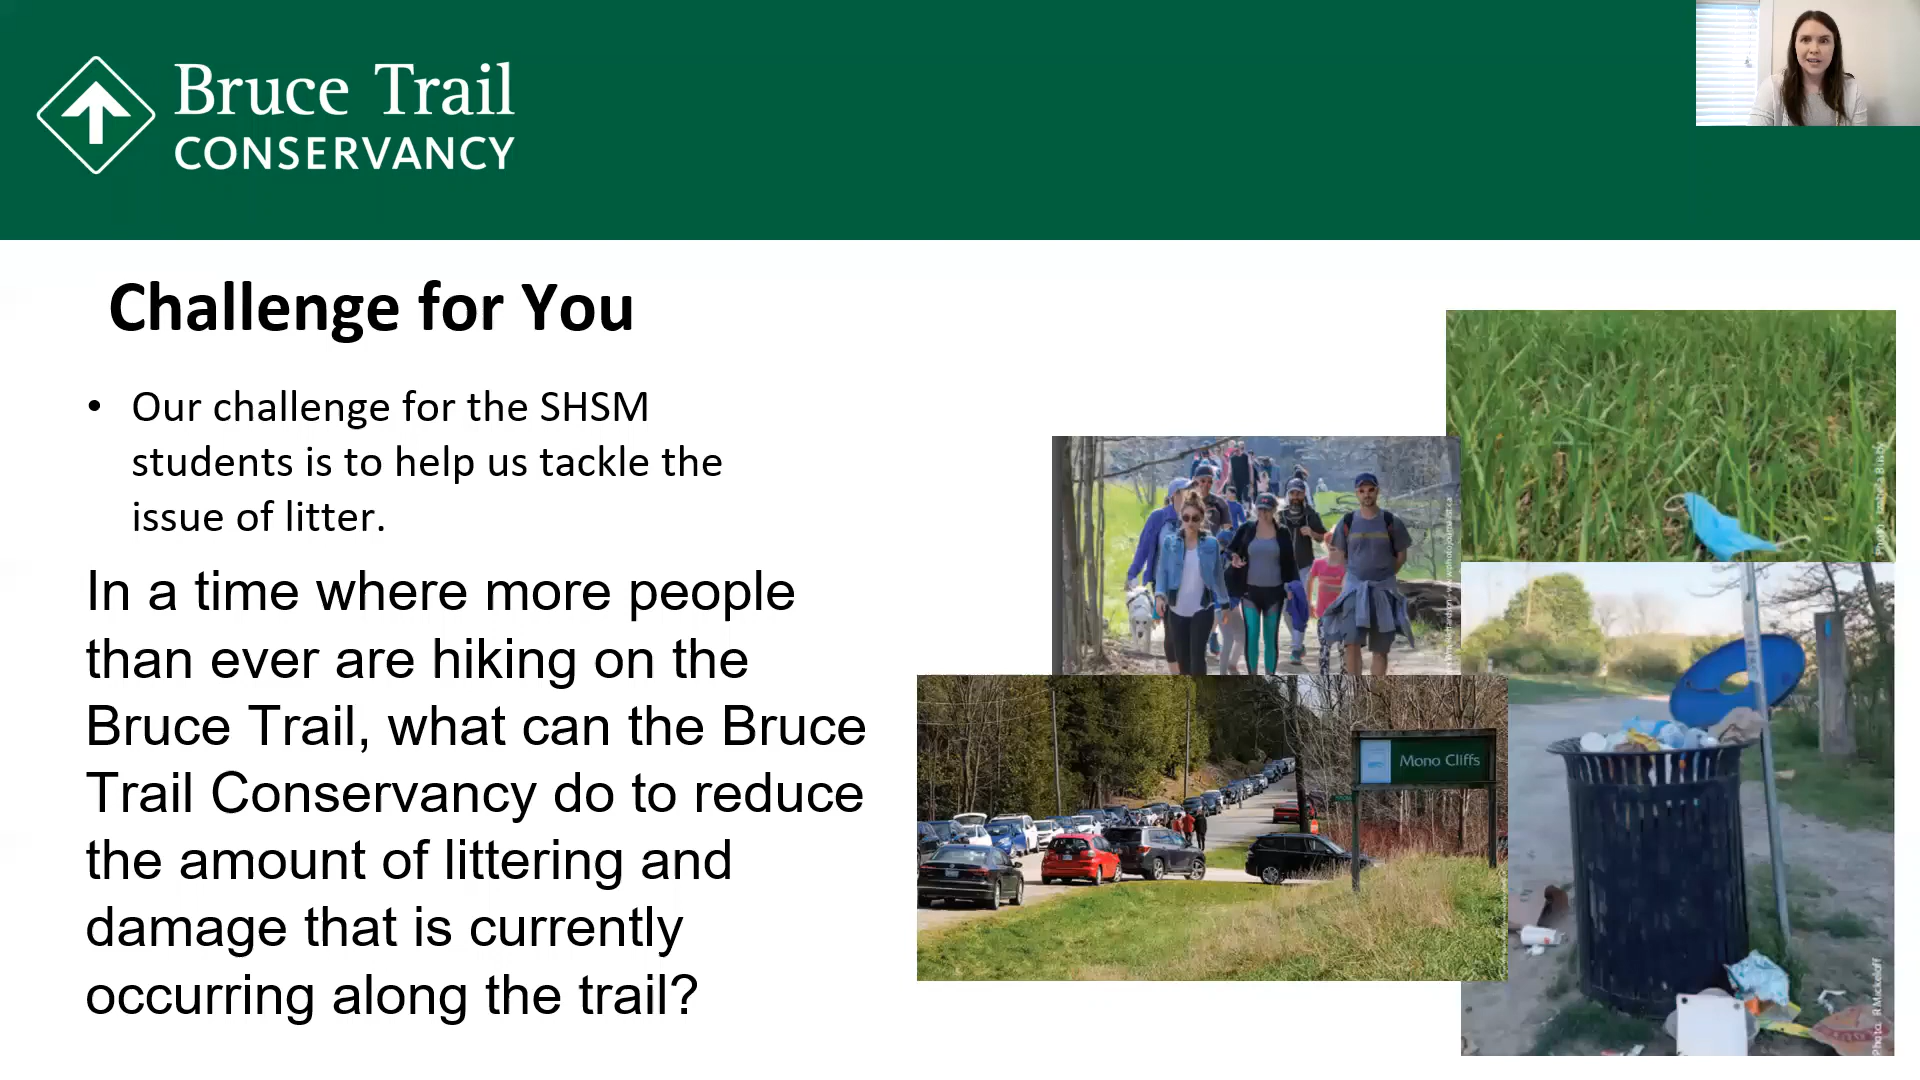 Bruce Trail
CONSERVANCY
Challenge for You
• Our challenge for the SHSM
students is to help us tackle the
issue of litter.
In a time where more people
than ever are hiking on the
Bruce Trail, what can the Bruce
Trail Conservancy do to reduce
the amount of littering and
damage that is currently
occurring along the trail?
Mono Cliffs